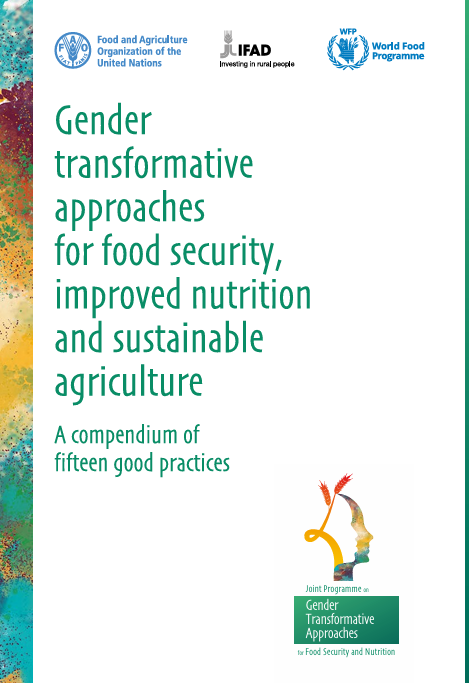 Food and Agriculture
Organization of the
United Nations
IFAD
Investing in rural people
WFP
World Food
Programme
Gender
transformative
approaches
for food security,
improved nutrition
and sustainable
agriculture
A compendium of
fifteen good practices
Joint Programme on
Gender
Transformative
Approaches
for Food Security and Nutrition